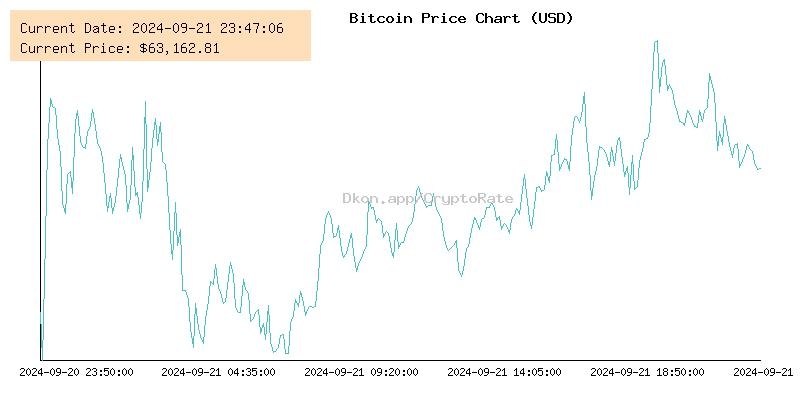 Bitcoin Price Chart (USD)
Current Date: 2024-09-21 23:47:06
Current Price: $63,162.81
Dkon.app/CryptoRate
2024-09-20 23:50:00 2024-09-21 04:35:00 2024-09-21 09:20:00 2024-09-21 14:05:00 2024-09-21 18:50:00 2024-09-21